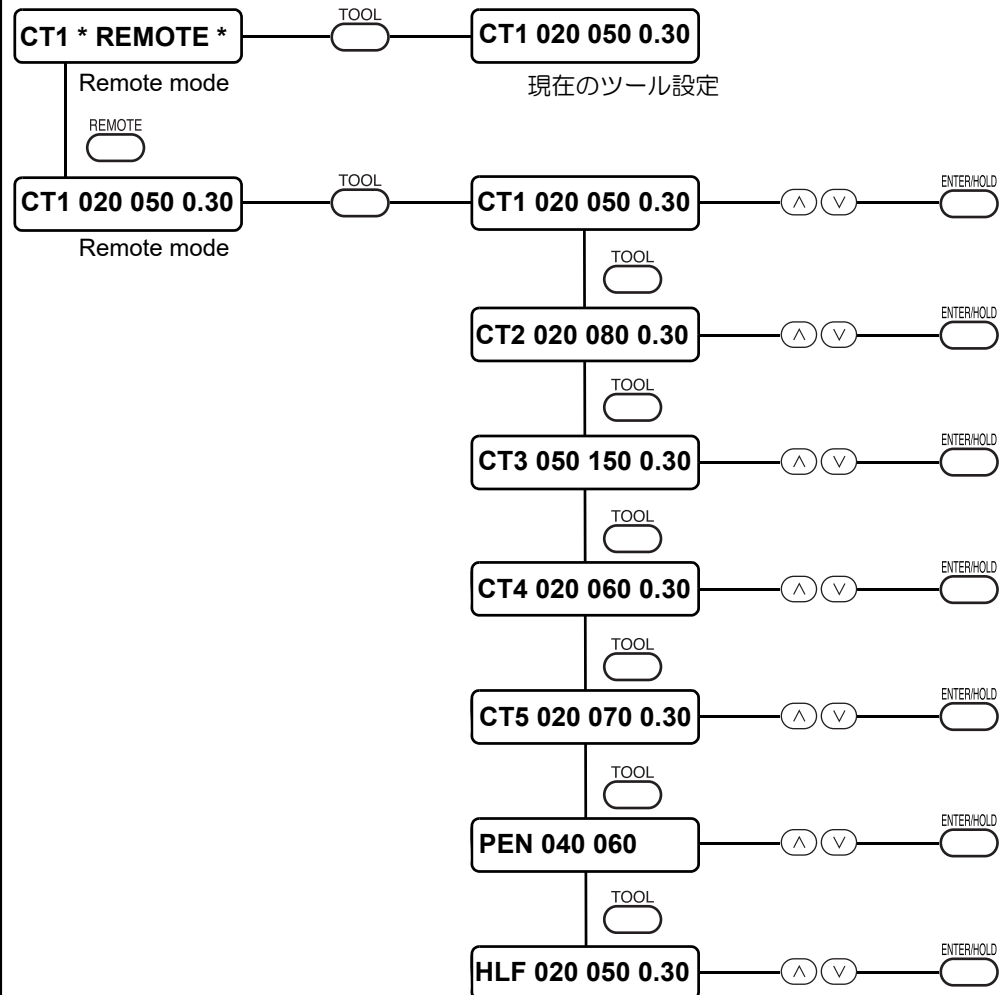 TOOL
CT1 * REMOTE *
CT1 020 050 0.30
Remote mode
現在のツール設定
REMOTE
TOOL
ENTER/HOLD
CT1 020 050 0.30
CT1 020 050 0.30
Remote mode
TOOL
ENTER/HOLD
CT2 020 080 0.30
TOOL
ENTER/HOLD
CT3 050 150 0.30
TOOL
ENTER/HOLD
CT4 020 060 0.30
TOOL
ENTER/HOLD
CT5 020 070 0.30
TOOL
ENTER/HOLD
PEN 040 060
TOOL
ENTER/HOLD
HLF 020 050 0.30